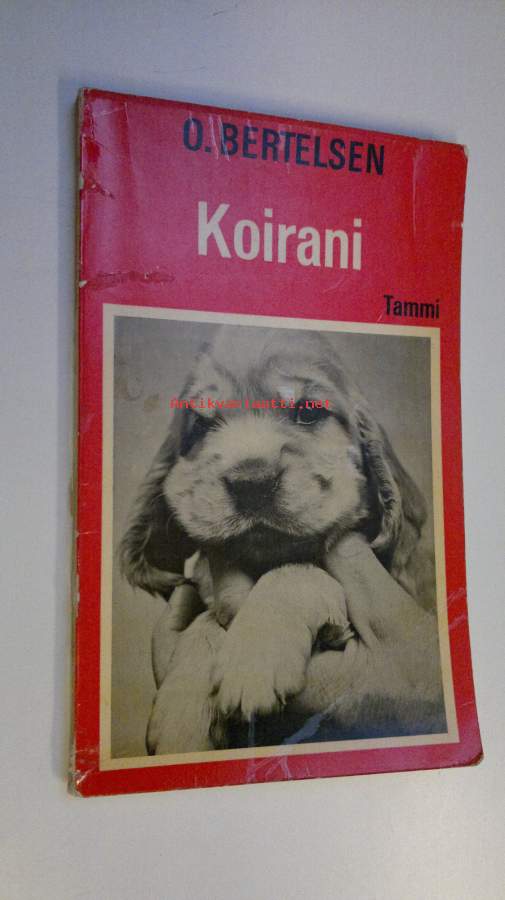 O. BERTELSEN
Koirani
Tammi
Antikvariaatti.net